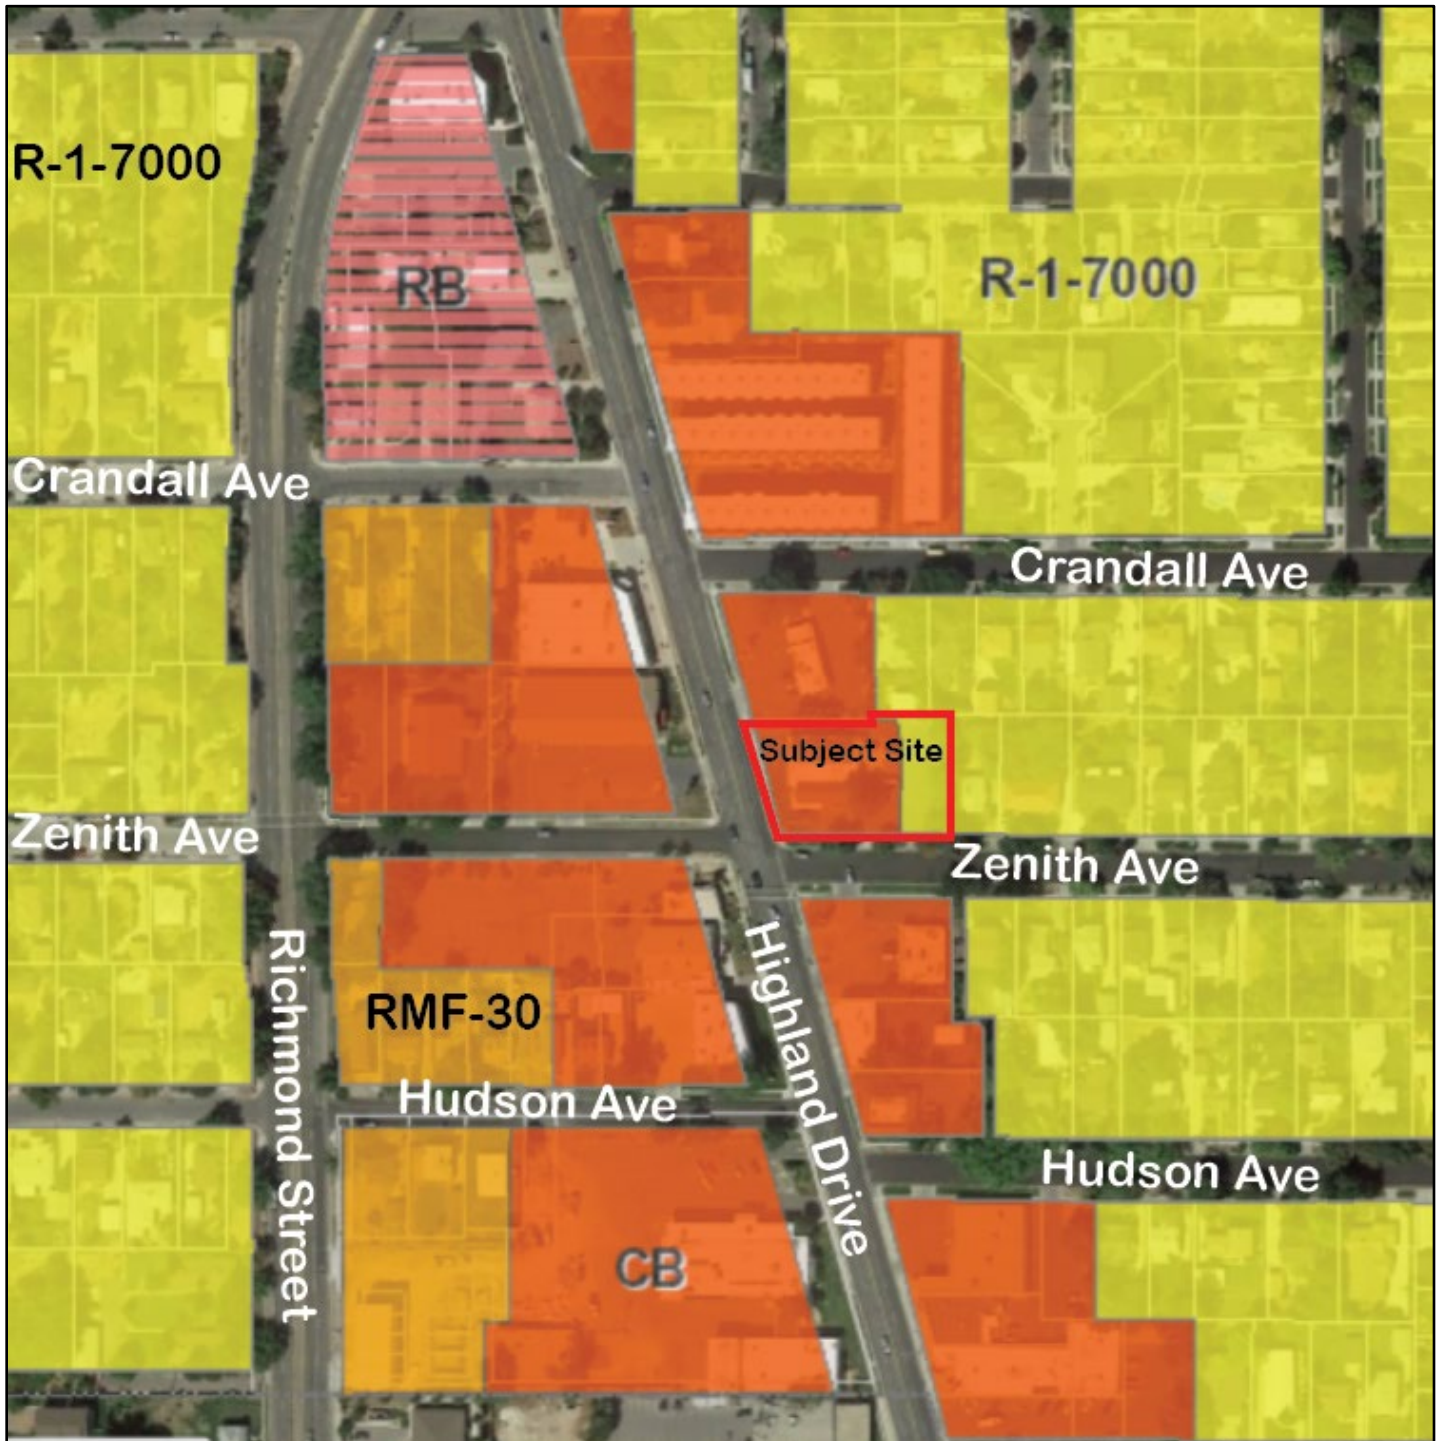 R-1-7000
RB
R-1-7000
Crandall Ave
Crandall Ave
Subject Site
Zenith Ave
Zenith Ave
Richmond Street
Highland Drive
RMF-30
Hudson Ave
Hudson Ave
CB